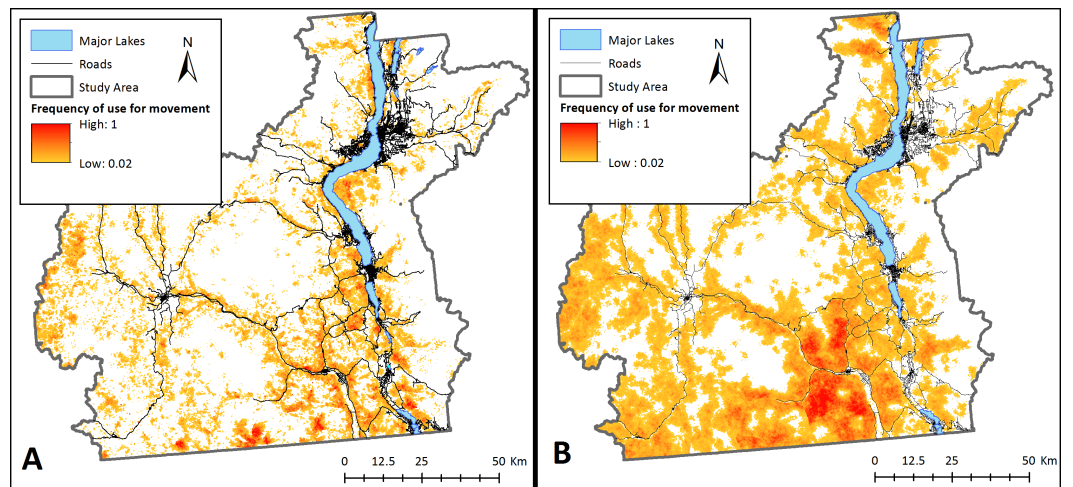 Major Lakes
Roads
Study Area
N
Frequency of use for movement
High: 1
Low: 0.02
A
0 12.5 25 50 Km
Major Lakes
Roads
Study Area
N
Frequency of use for movement
High : 1
Low : 0.02
B
0 12.5 25 50 Km